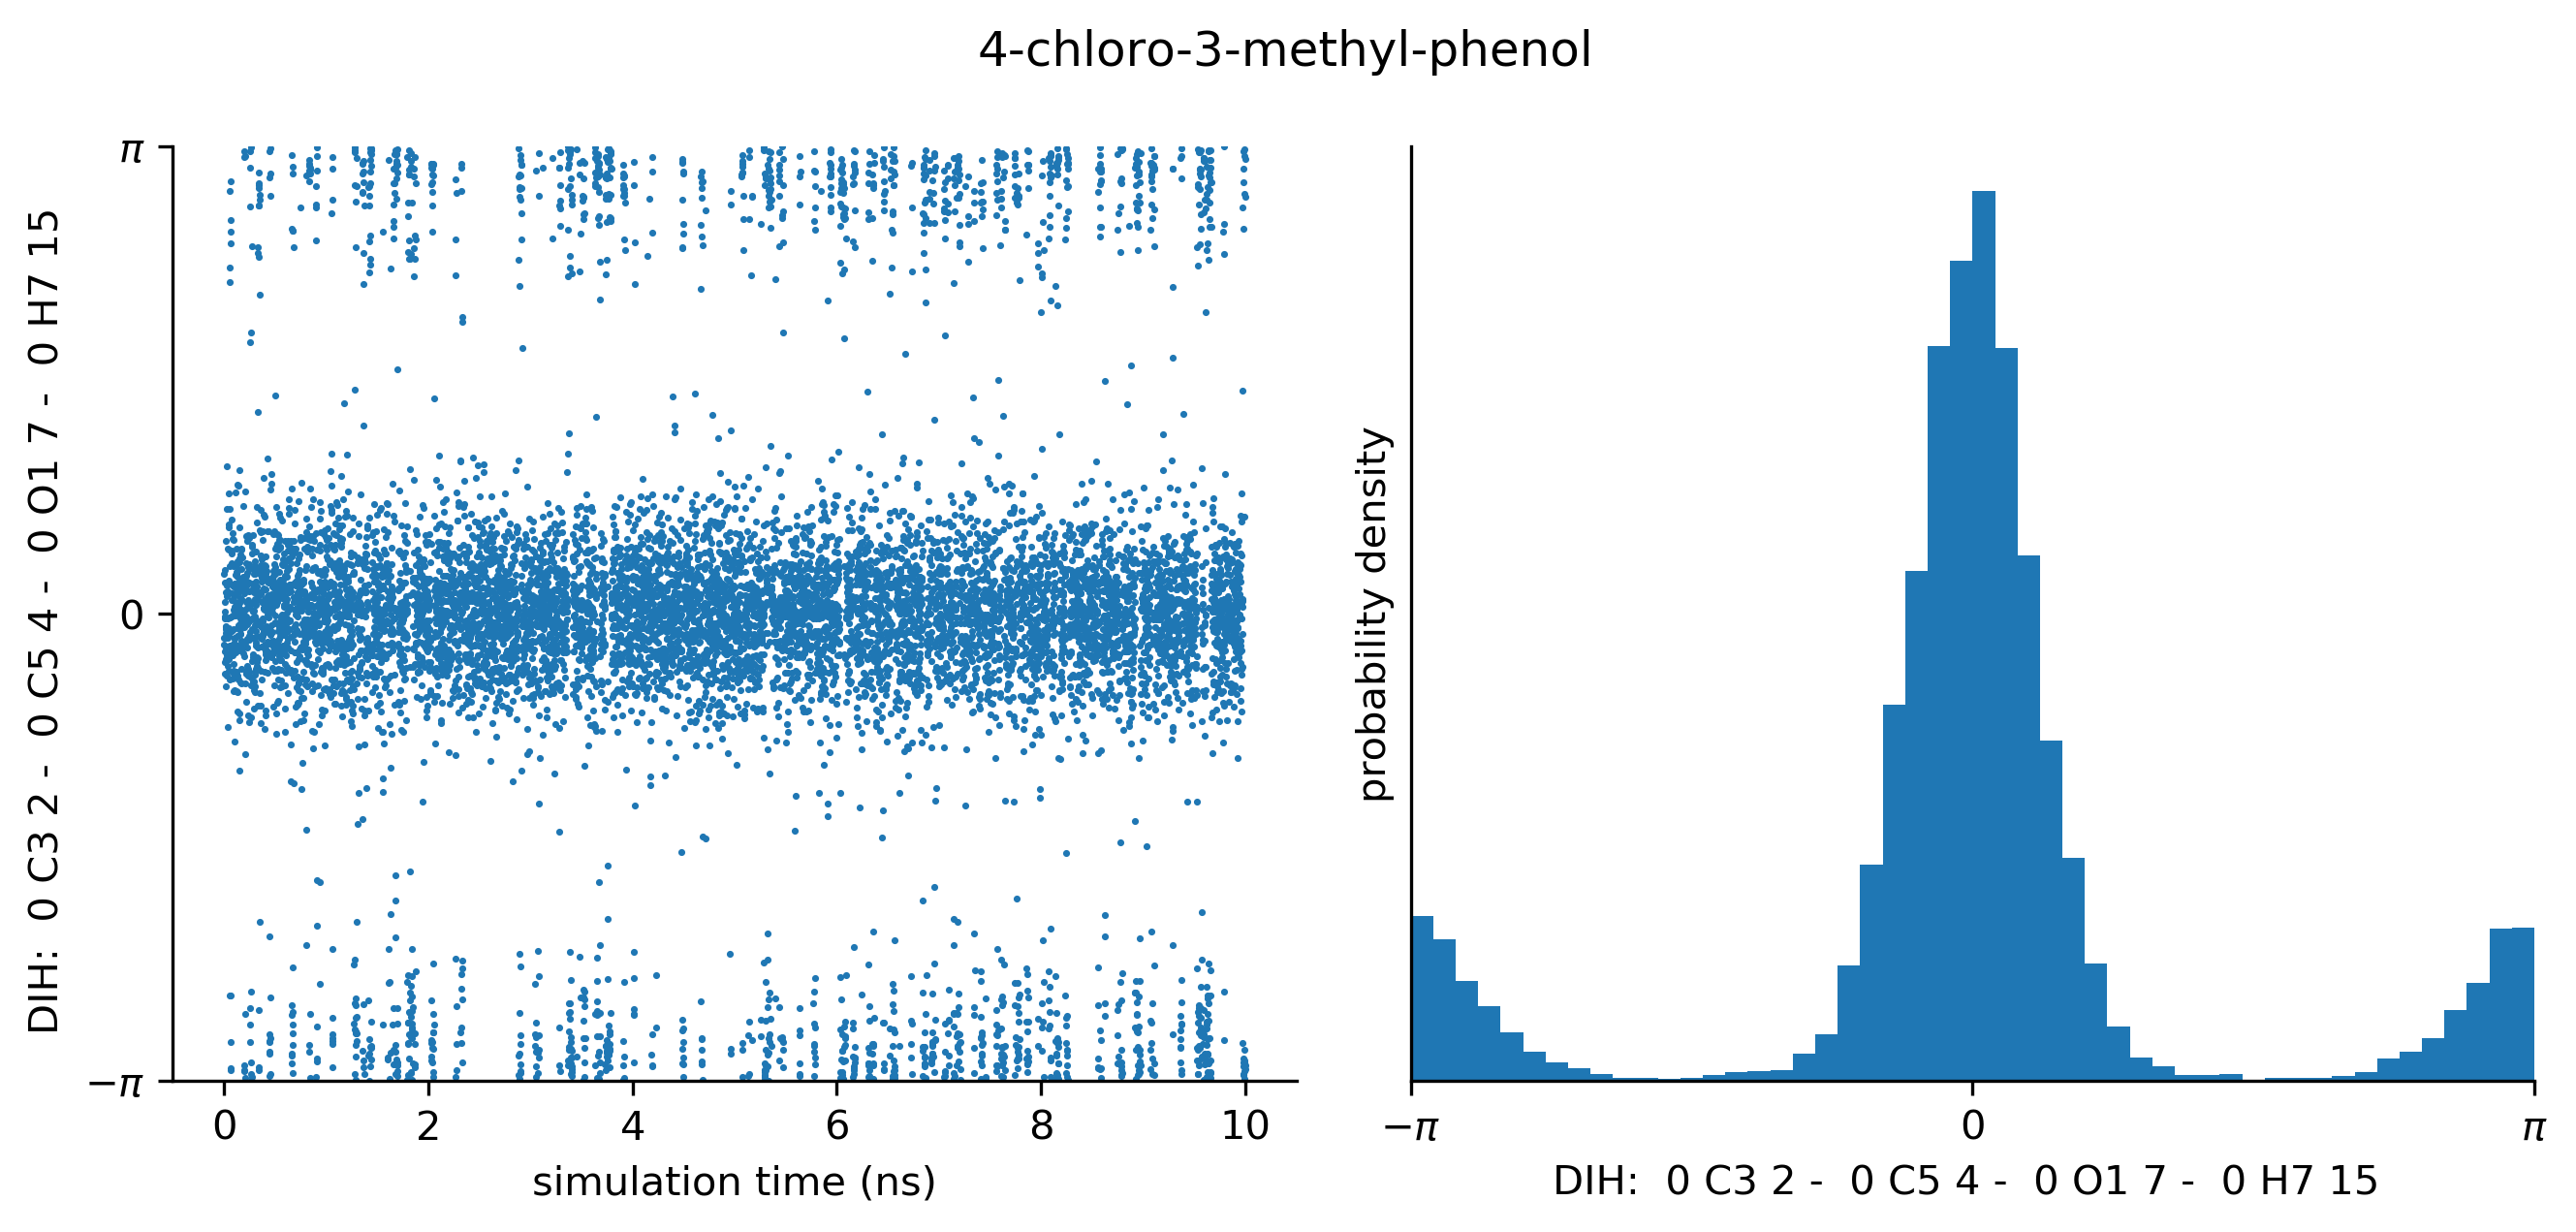 4-chloro-3-methyl-phenol
DIH:  0 C3 2 -  0 C5 4 -  0 O1 7 -  0 H7 15
π
0
−π
0 2 4 6 8 10
simulation time (ns)
probability density
−π 0 π
DIH:  0 C3 2 -  0 C5 4 -  0 O1 7 -  0 H7 15